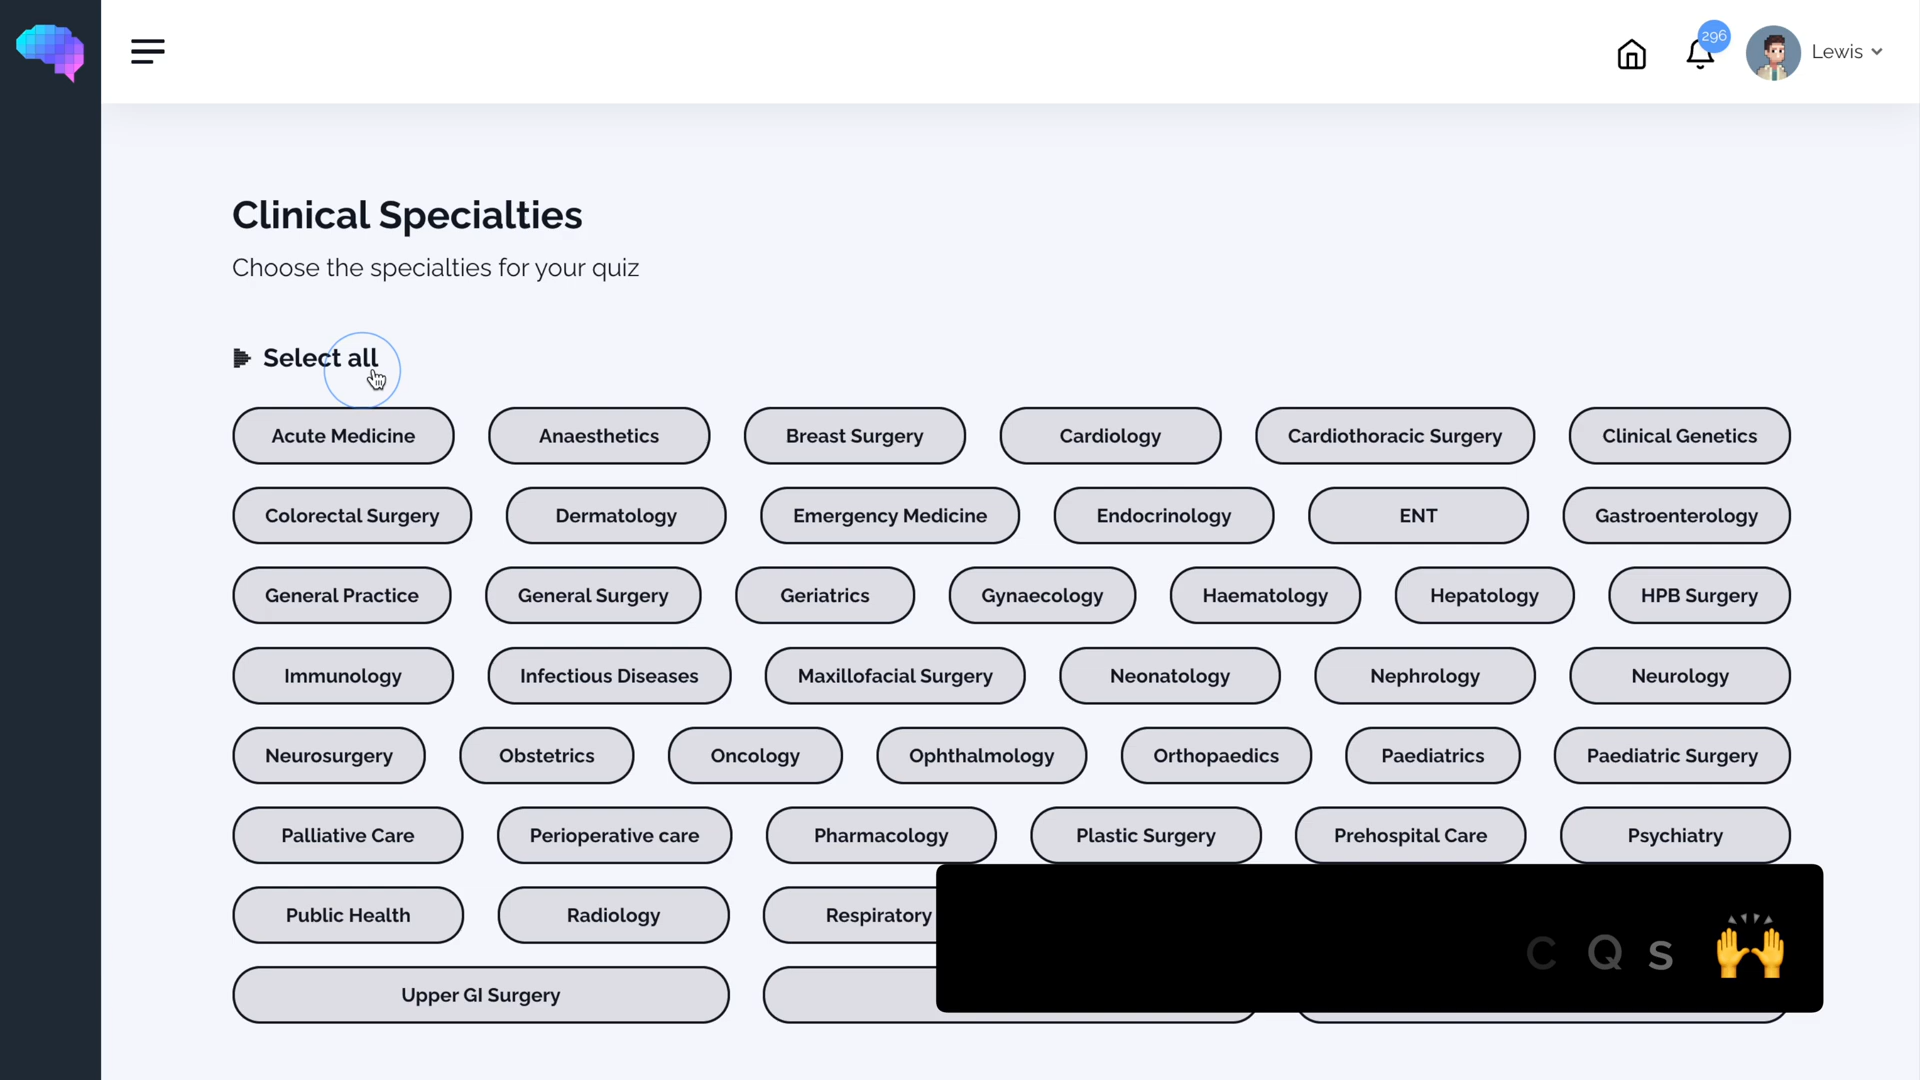 296
Lewis
Clinical Specialties
Choose the specialties for your quiz
Select all
Acute Medicine Anaesthetics Breast Surgery Cardiology Cardiothoracic Surgery Clinical Genetics
Colorectal Surgery Dermatology Emergency Medicine Endocrinology ENT Gastroenterology
General Practice General Surgery Geriatrics Gynaecology Haematology Hepatology HPB Surgery
Immunology Infectious Diseases Maxillofacial Surgery Neonatology Nephrology Neurology
Neurosurgery Obstetrics Oncology Ophthalmology Orthopaedics Paediatrics Paediatric Surgery
Palliative Care Perioperative care Pharmacology Plastic Surgery Prehospital Care Psychiatry
Public Health Radiology Respiratory
C Q s 🙌
Upper GI Surgery